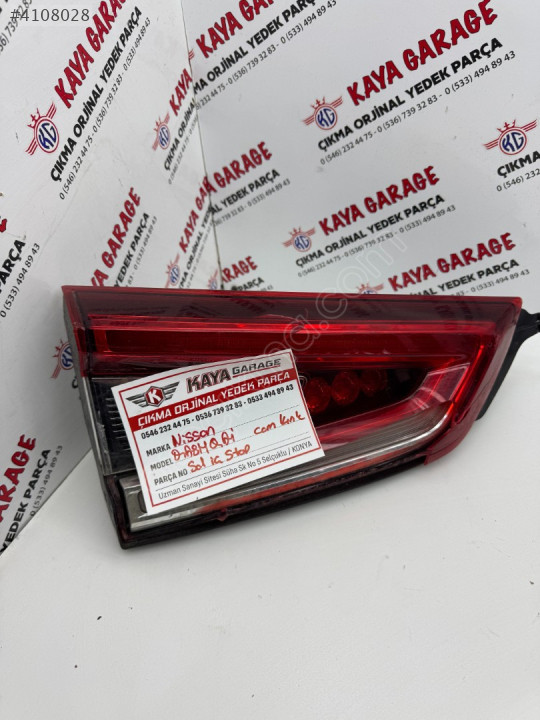 #4108028
KAYA GARAGE
ÇIKMA ORJİNAL YEDEK PARÇA
0 (546) 232 44 75 - 0 (536) 739 32 83 - 0 (533) 494 89 43
KG
KAYA GARAGE
ÇIKMA ORJİNAL YEDEK PARÇA
0546 232 44 75 - 0536 739 32 83 - 0533 494 89 43
MARKA Nissan
MODEL
PARÇA NO Sol iç Stop
Uzman Sanayi Sitesi Süha Sk No 5 Selçuklu / KONYA